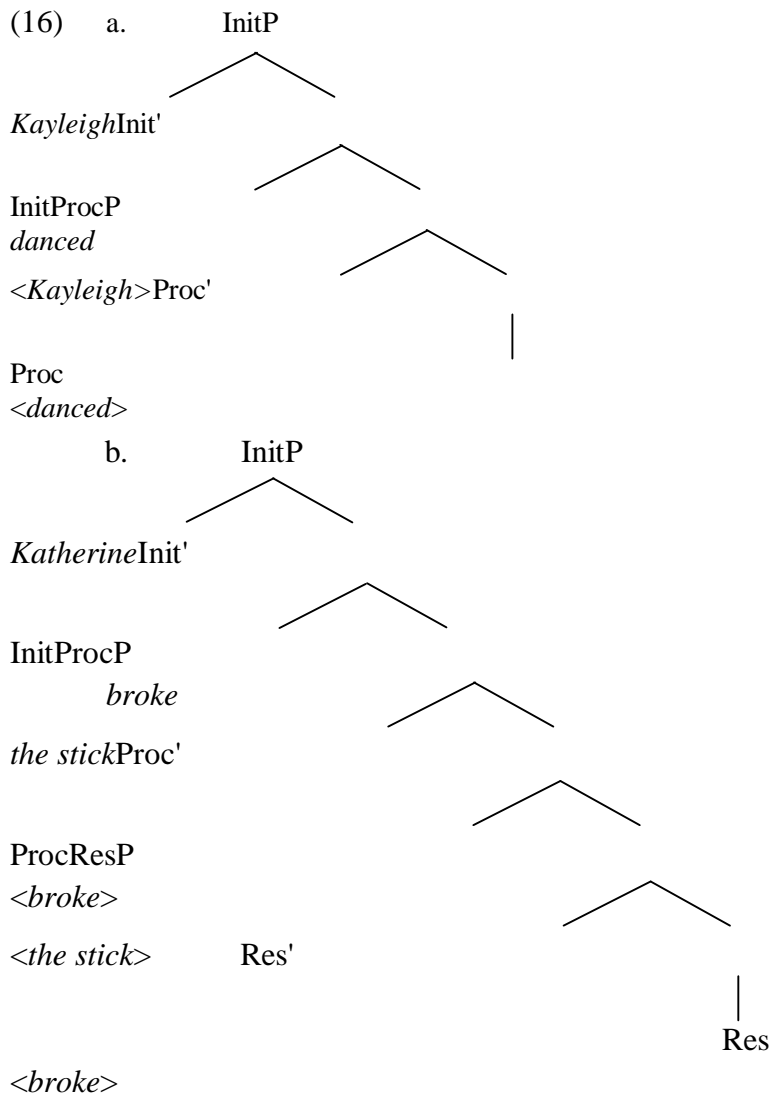 (16) a. InitP
KayleighInit'
InitProcP
danced
<Kayleigh>Proc'
Proc
<danced>
b. InitP
KatherineInit'
InitProcP
broke
the stickProc'
ProcResP
<broke>
<the stick> Res'
Res
<broke>